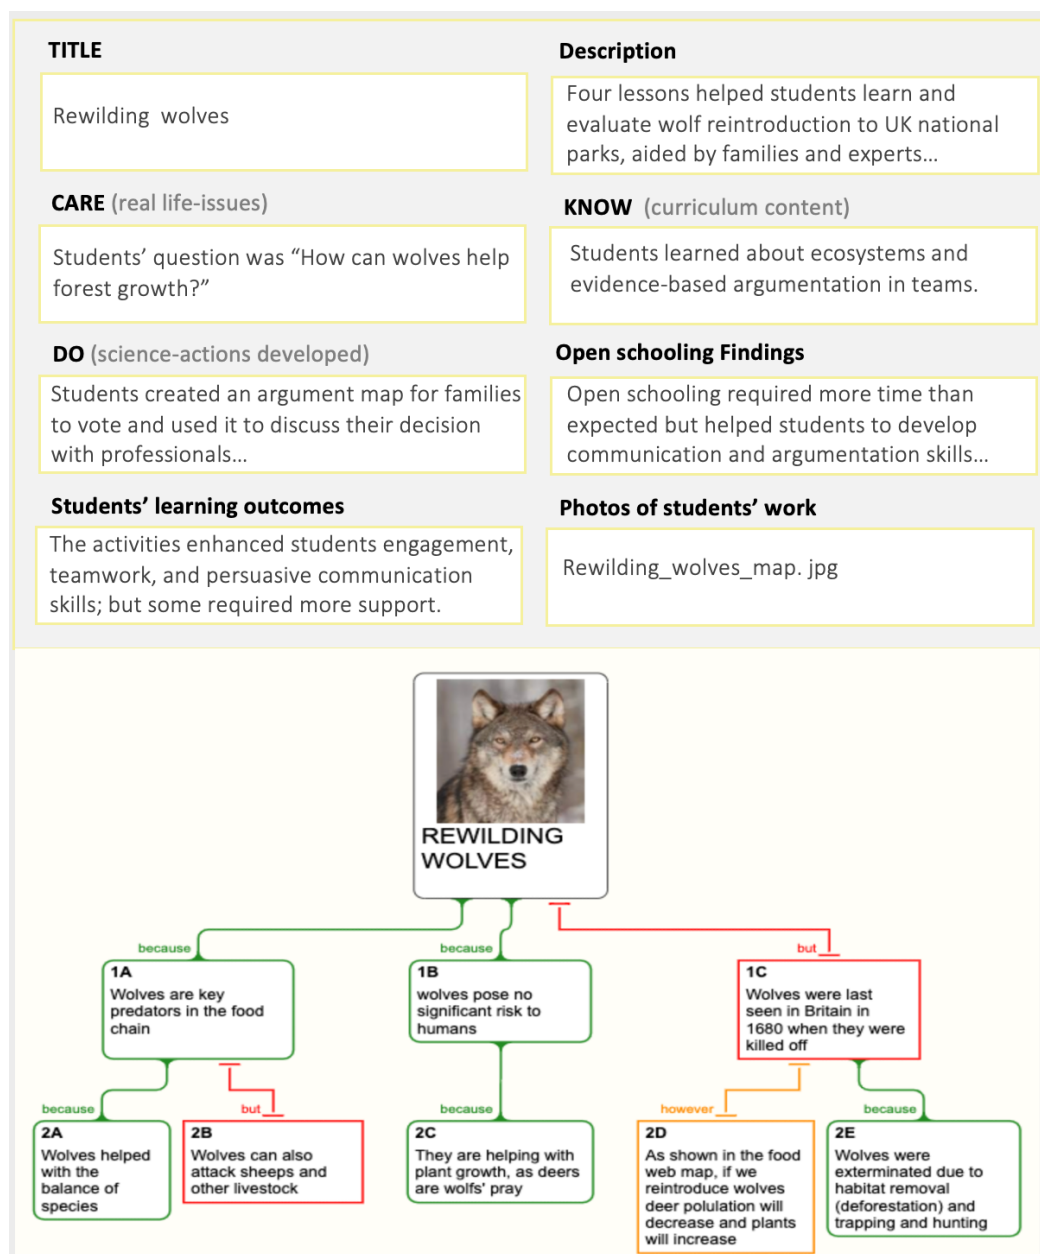 TITLE
Rewilding  wolves
Description
Four lessons helped students learn and
evaluate wolf reintroduction to UK national
parks, aided by families and experts…
CARE (real life-issues)
Students’ question was “How can wolves help
forest growth?”
KNOW  (curriculum content)
Students learned about ecosystems and
evidence-based argumentation in teams.
DO (science-actions developed)
Students created an argument map for families
to vote and used it to discuss their decision
with professionals…
Open schooling Findings
Open schooling required more time than
expected but helped students to develop
communication and argumentation skills…
Students’ learning outcomes
The activities enhanced students engagement,
teamwork, and persuasive communication
skills; but some required more support.
Photos of students’ work
Rewilding_wolves_map. jpg
REWILDING
WOLVES
because
1A
Wolves are key
predators in the food
chain
because
1B
wolves pose no
significant risk to
humans
but
1C
Wolves were last
seen in Britain in
1680 when they were
killed off
because
2A
Wolves helped
with the
balance of
species
but
2B
Wolves can also
attack sheeps and
other livestock
because
2C
They are helping with
plant growth, as deers
are wolfs' pray
however
2D
As shown in the food
web map, if we
reintroduce wolves
deer polulation will
decrease and plants
will increase
because
2E
Wolves were
exterminated due to
habitat removal
(deforestation) and
trapping and hunting